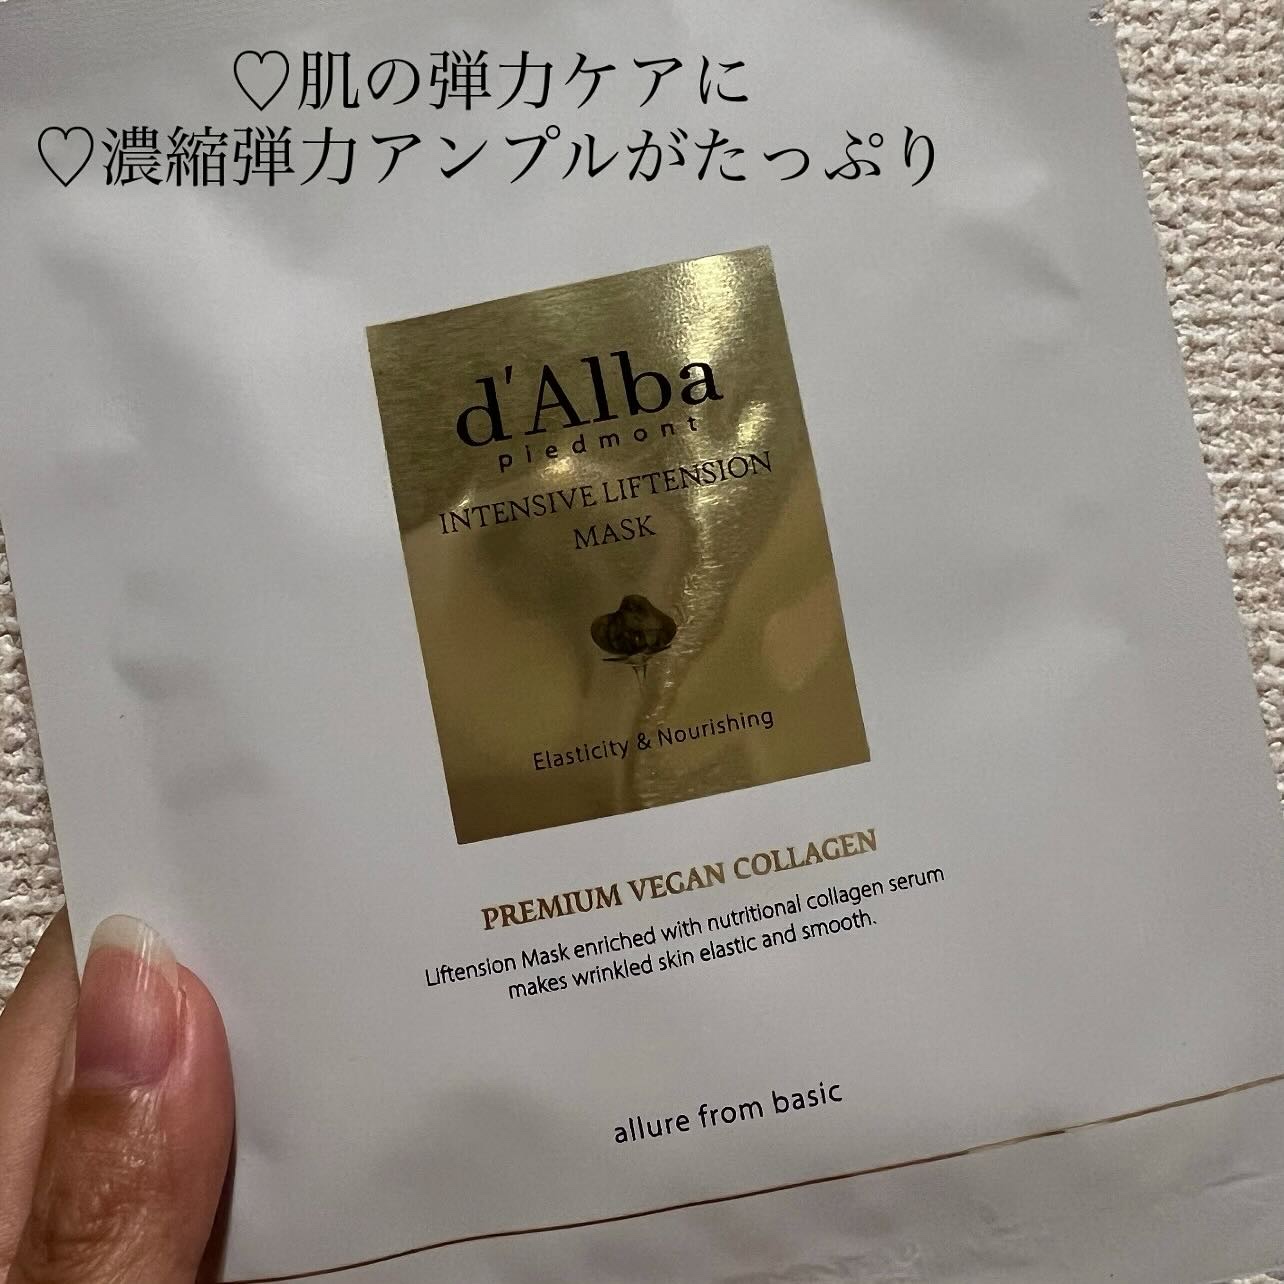 ♡肌の弾力ケアに
♡濃縮弾力アンプルがたっぷり
d'Alba
piedmont
INTENSIVE LIFTENSION
MASK
Elasticity & Nourishing
PREMIUM VEGAN COLLAGEN
Liftension Mask enriched with nutritional collagen serum
makes wrinkled skin elastic and smooth.
allure from basic